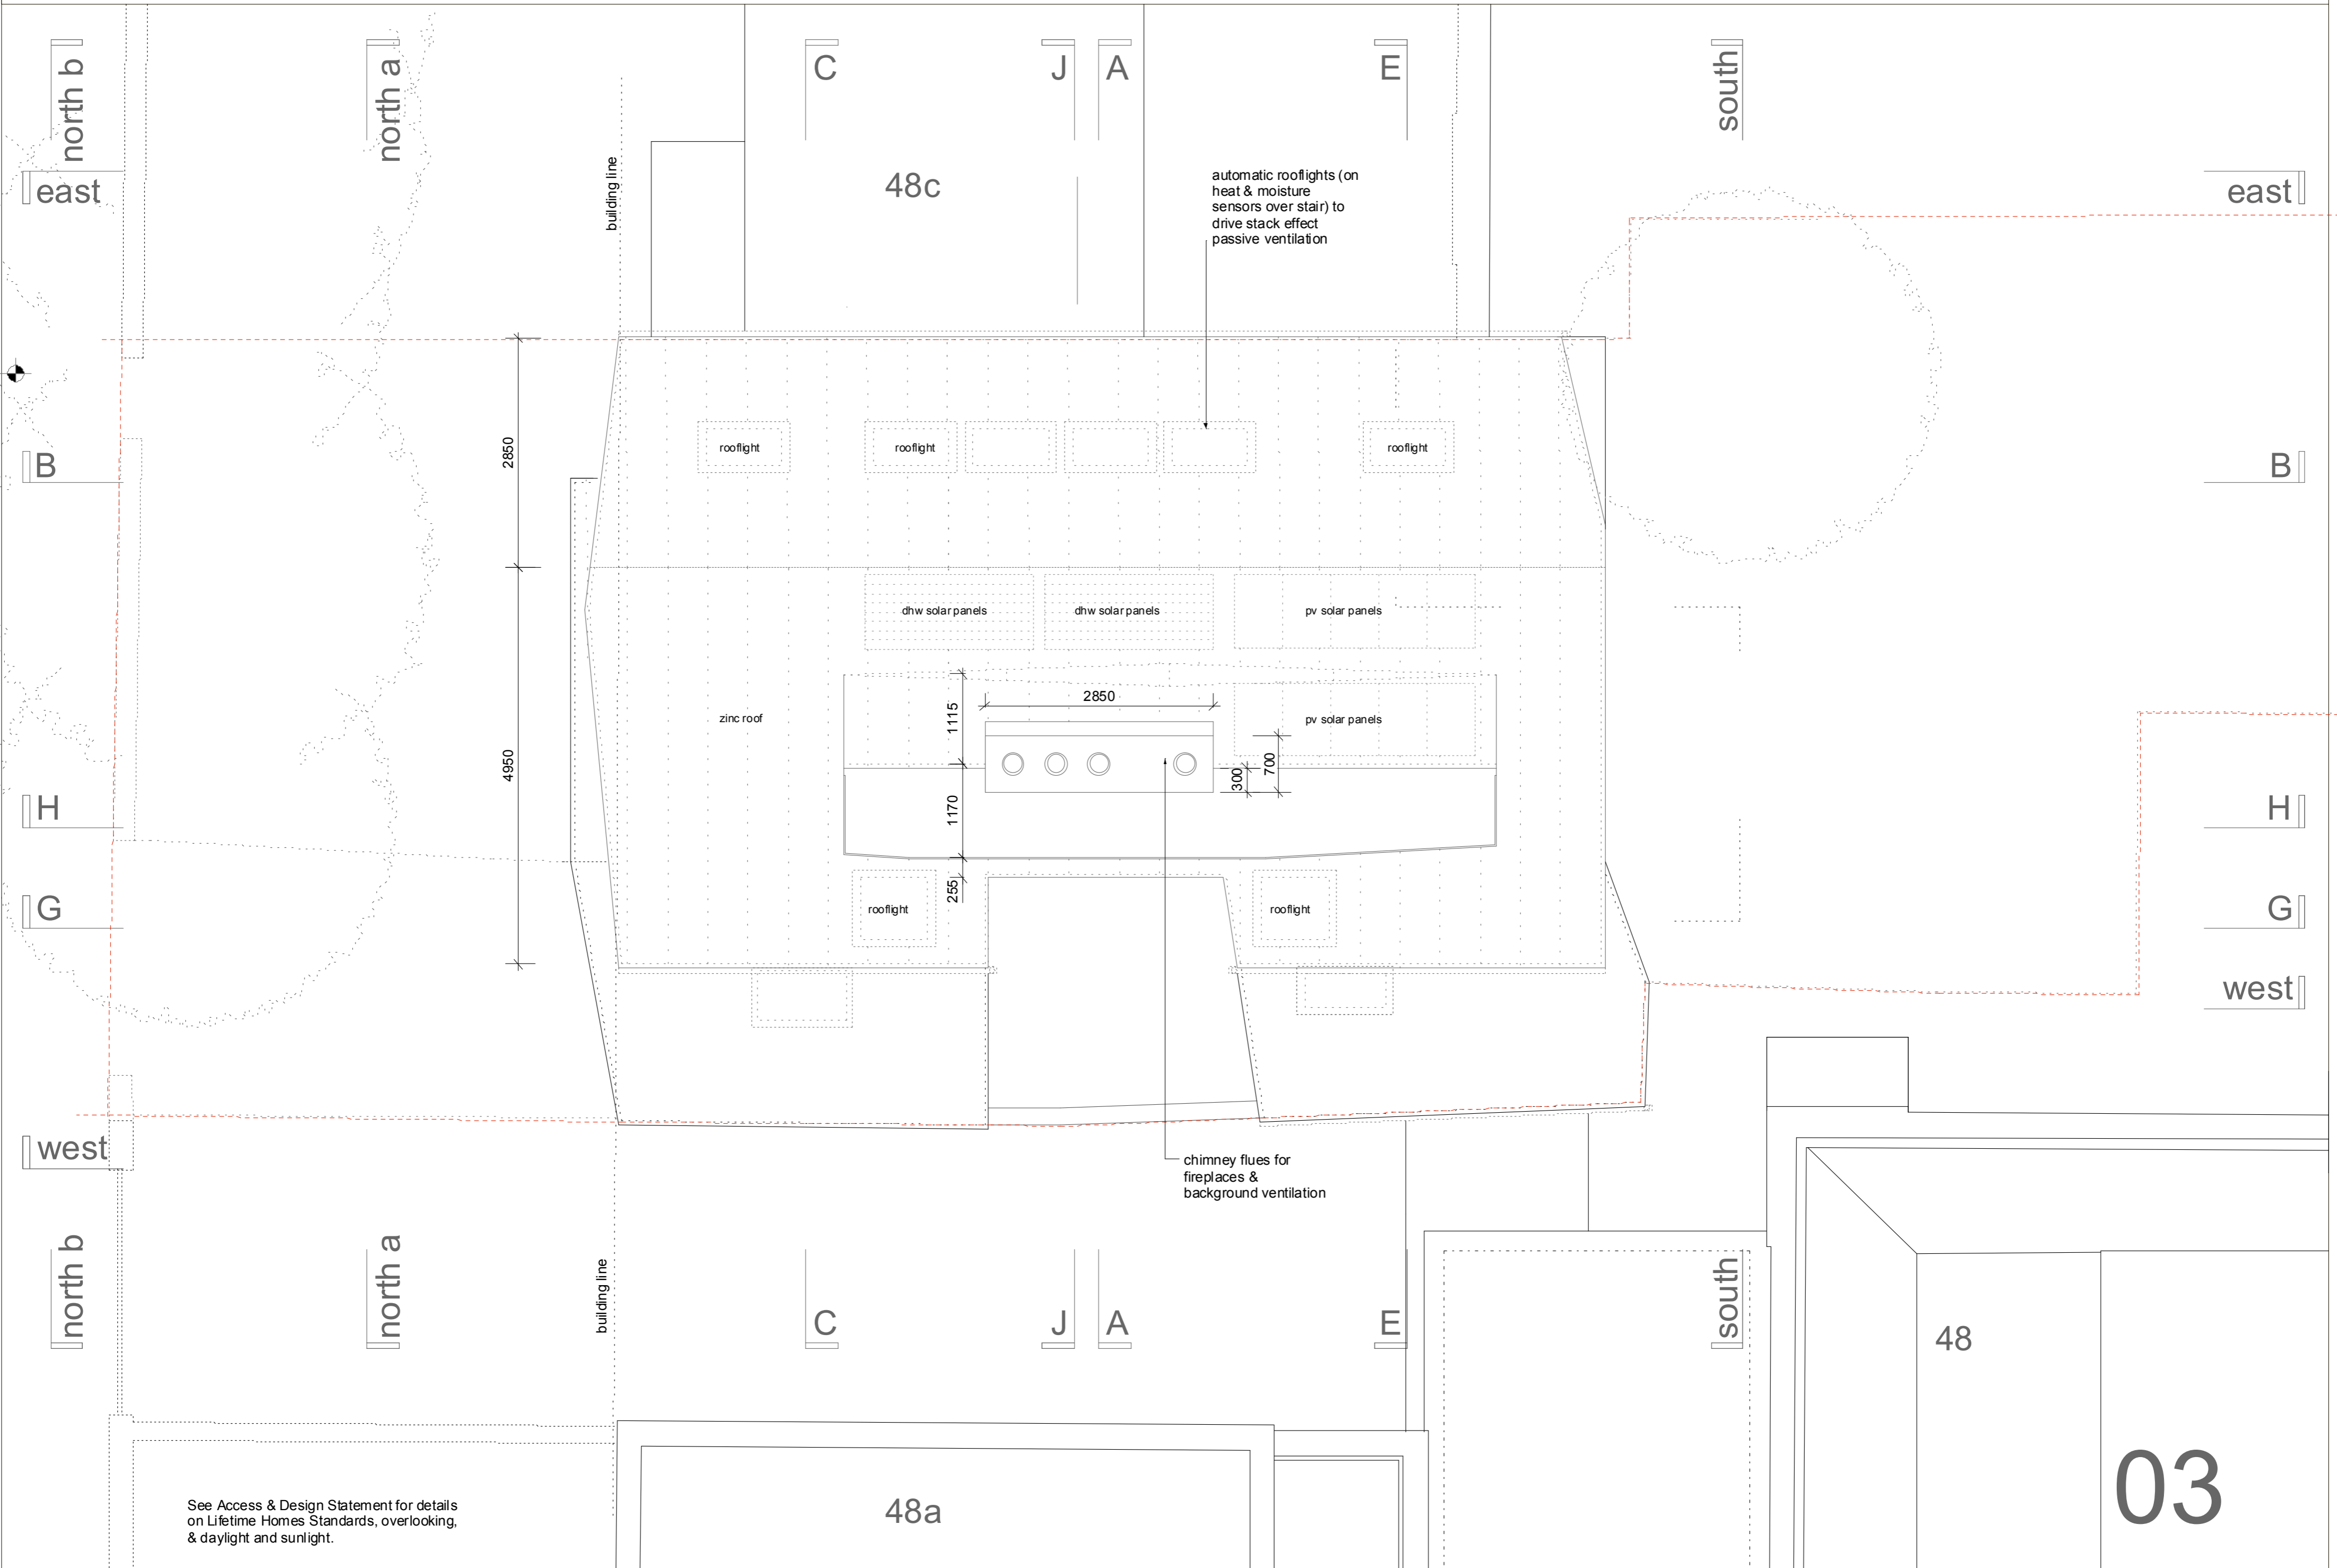 north b
north a
C
J
A
E
south
east
east
building line
48c
automatic rooflights (on
heat & moisture
sensors over stair) to
drive stack effect
passive ventilation
B
B
2850
rooflight
rooflight
rooflight
dhw solar panels
dhw solar panels
pv solar panels
2850
1115
zinc roof
pv solar panels
4950
700
300
1170
H
H
255
rooflight
rooflight
G
G
west
west
chimney flues for
fireplaces &
background ventilation
north b
north a
building line
C
J
A
E
south
48
03
48a
See Access & Design Statement for details
on Lifetime Homes Standards, overlooking,
& daylight and sunlight.